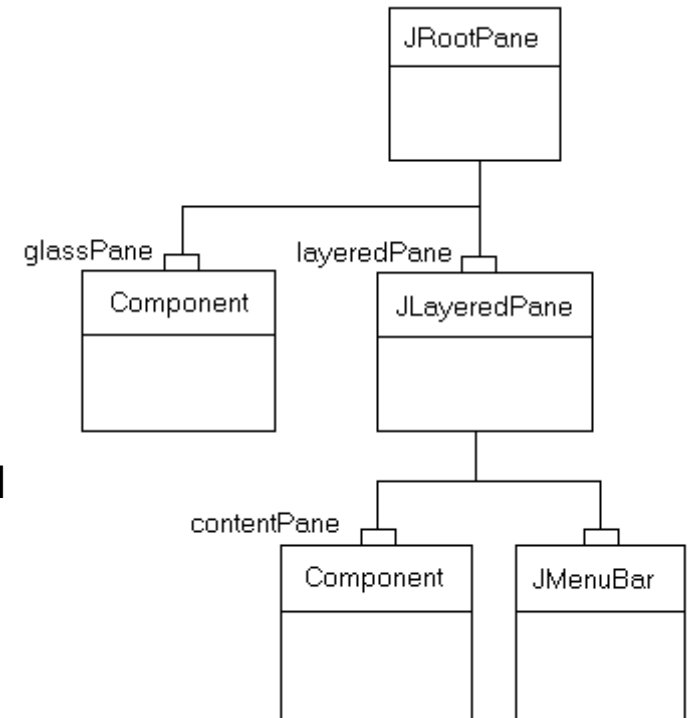 JRootPane
glassPane
layeredPane
Component
JLayeredPane
contentPane
Component
JMenuBar